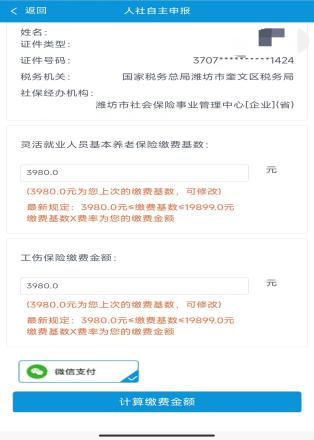 返回
人社自主申报
姓名：
证件类型：
证件号码：
3707**********1424
税务机关：
国家税务总局潍坊市奎文区税务局
社保经办机构：
潍坊市社会保险事业管理中心[企业](省)
灵活就业人员基本养老保险缴费基数：
3980.0
元
(3980.0元为您上次的缴费基数，可修改)
最新规定：3980.0元≤缴费基数≤19899.0元
缴费基数X费率为您的缴费金额
工伤保险缴费金额：
3980.0
元
(3980.0元为您上次的缴费基数，可修改)
最新规定：3980.0元≤缴费基数≤19899.0元
缴费基数X费率为您的缴费金额
微信支付
计算缴费金额